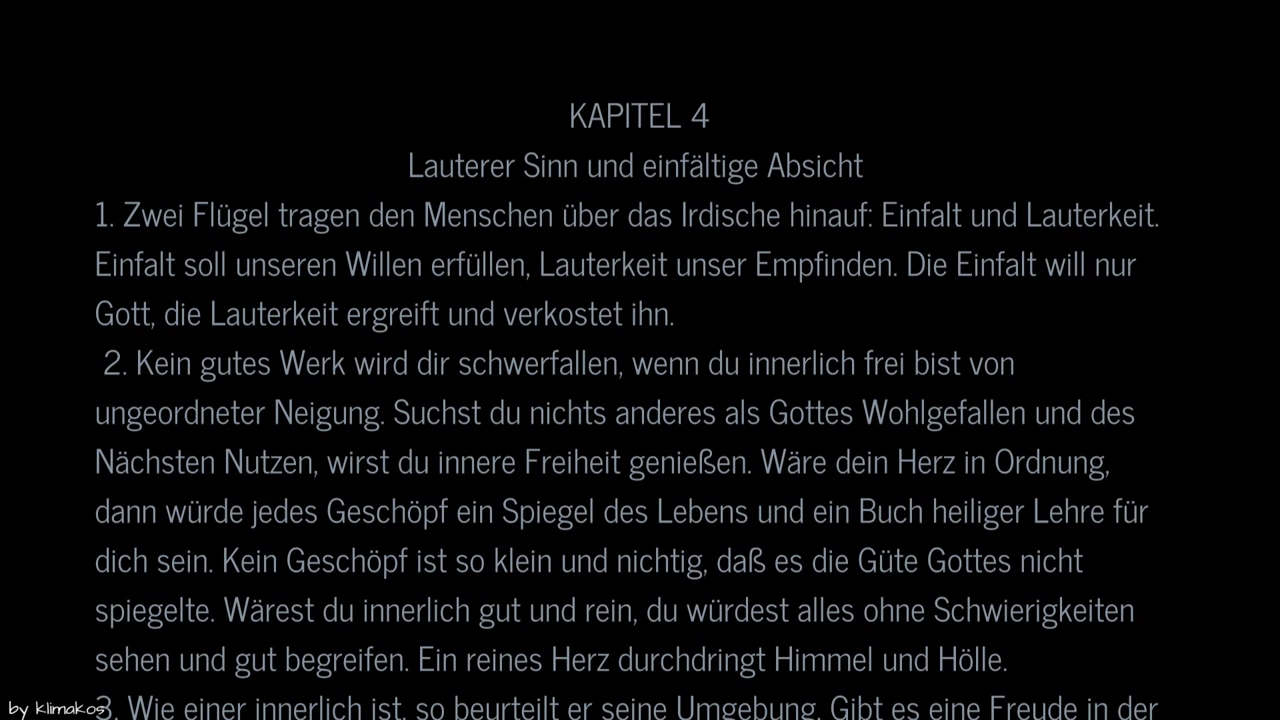 KAPITEL 4
Lauterer Sinn und einfältige Absicht
1. Zwei Flügel tragen den Menschen über das Irdische hinauf: Einfalt und Lauterkeit.
Einfalt soll unseren Willen erfüllen, Lauterkeit unser Empfinden. Die Einfalt will nur
Gott, die Lauterkeit ergreift und verkostet ihn.
2. Kein gutes Werk wird dir schwerfallen, wenn du innerlich frei bist von
ungeordneter Neigung. Suchst du nichts anderes als Gottes Wohlgefallen und des
Nächsten Nutzen, wirst du innere Freiheit genießen. Wäre dein Herz in Ordnung,
dann würde jedes Geschöpf ein Spiegel des Lebens und ein Buch heiliger Lehre für
dich sein. Kein Geschöpf ist so klein und nichtig, daß es die Güte Gottes nicht
spiegelte. Wärest du innerlich gut und rein, du würdest alles ohne Schwierigkeiten
sehen und gut begreifen. Ein reines Herz durchdringt Himmel und Hölle.
3. Wie einer innerlich ist, so beurteilt er seine Umgebung. Gibt es eine Freude in der
by klimakos